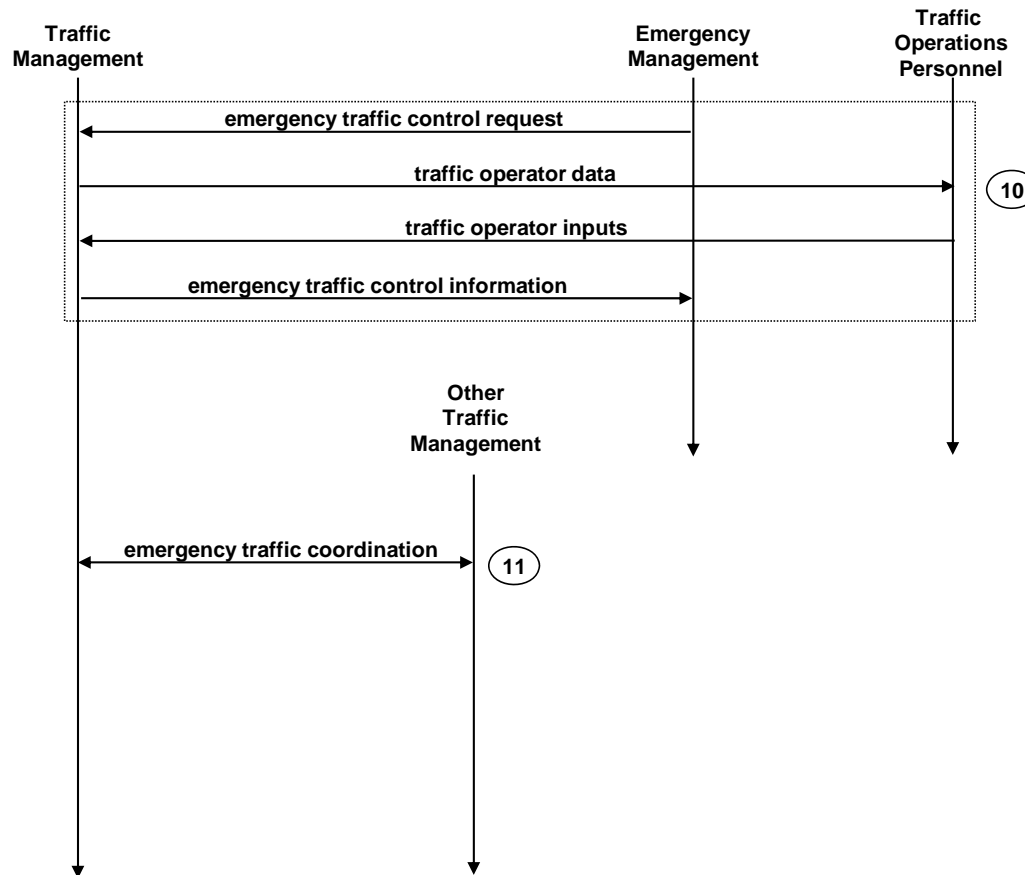 Traffic
Management
Emergency
Management
Traffic
Operations
Personnel
emergency traffic control request
traffic operator data
10
traffic operator inputs
emergency traffic control information
Other
Traffic
Management
emergency traffic coordination
11